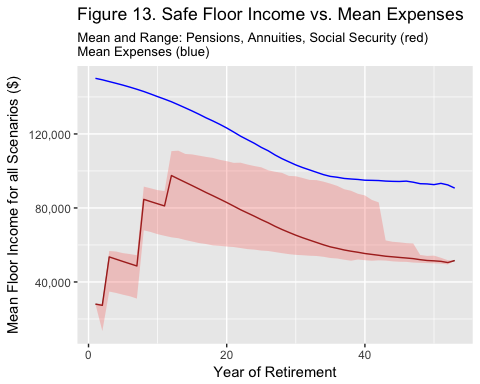 Figure 13. Safe Floor Income vs. Mean Expenses
Mean and Range: Pensions, Annuities, Social Security (red)
Mean Expenses (blue)
Mean Floor Income for all Scenarios ($)
120,000
80,000
40,000
0
20
40
Year of Retirement